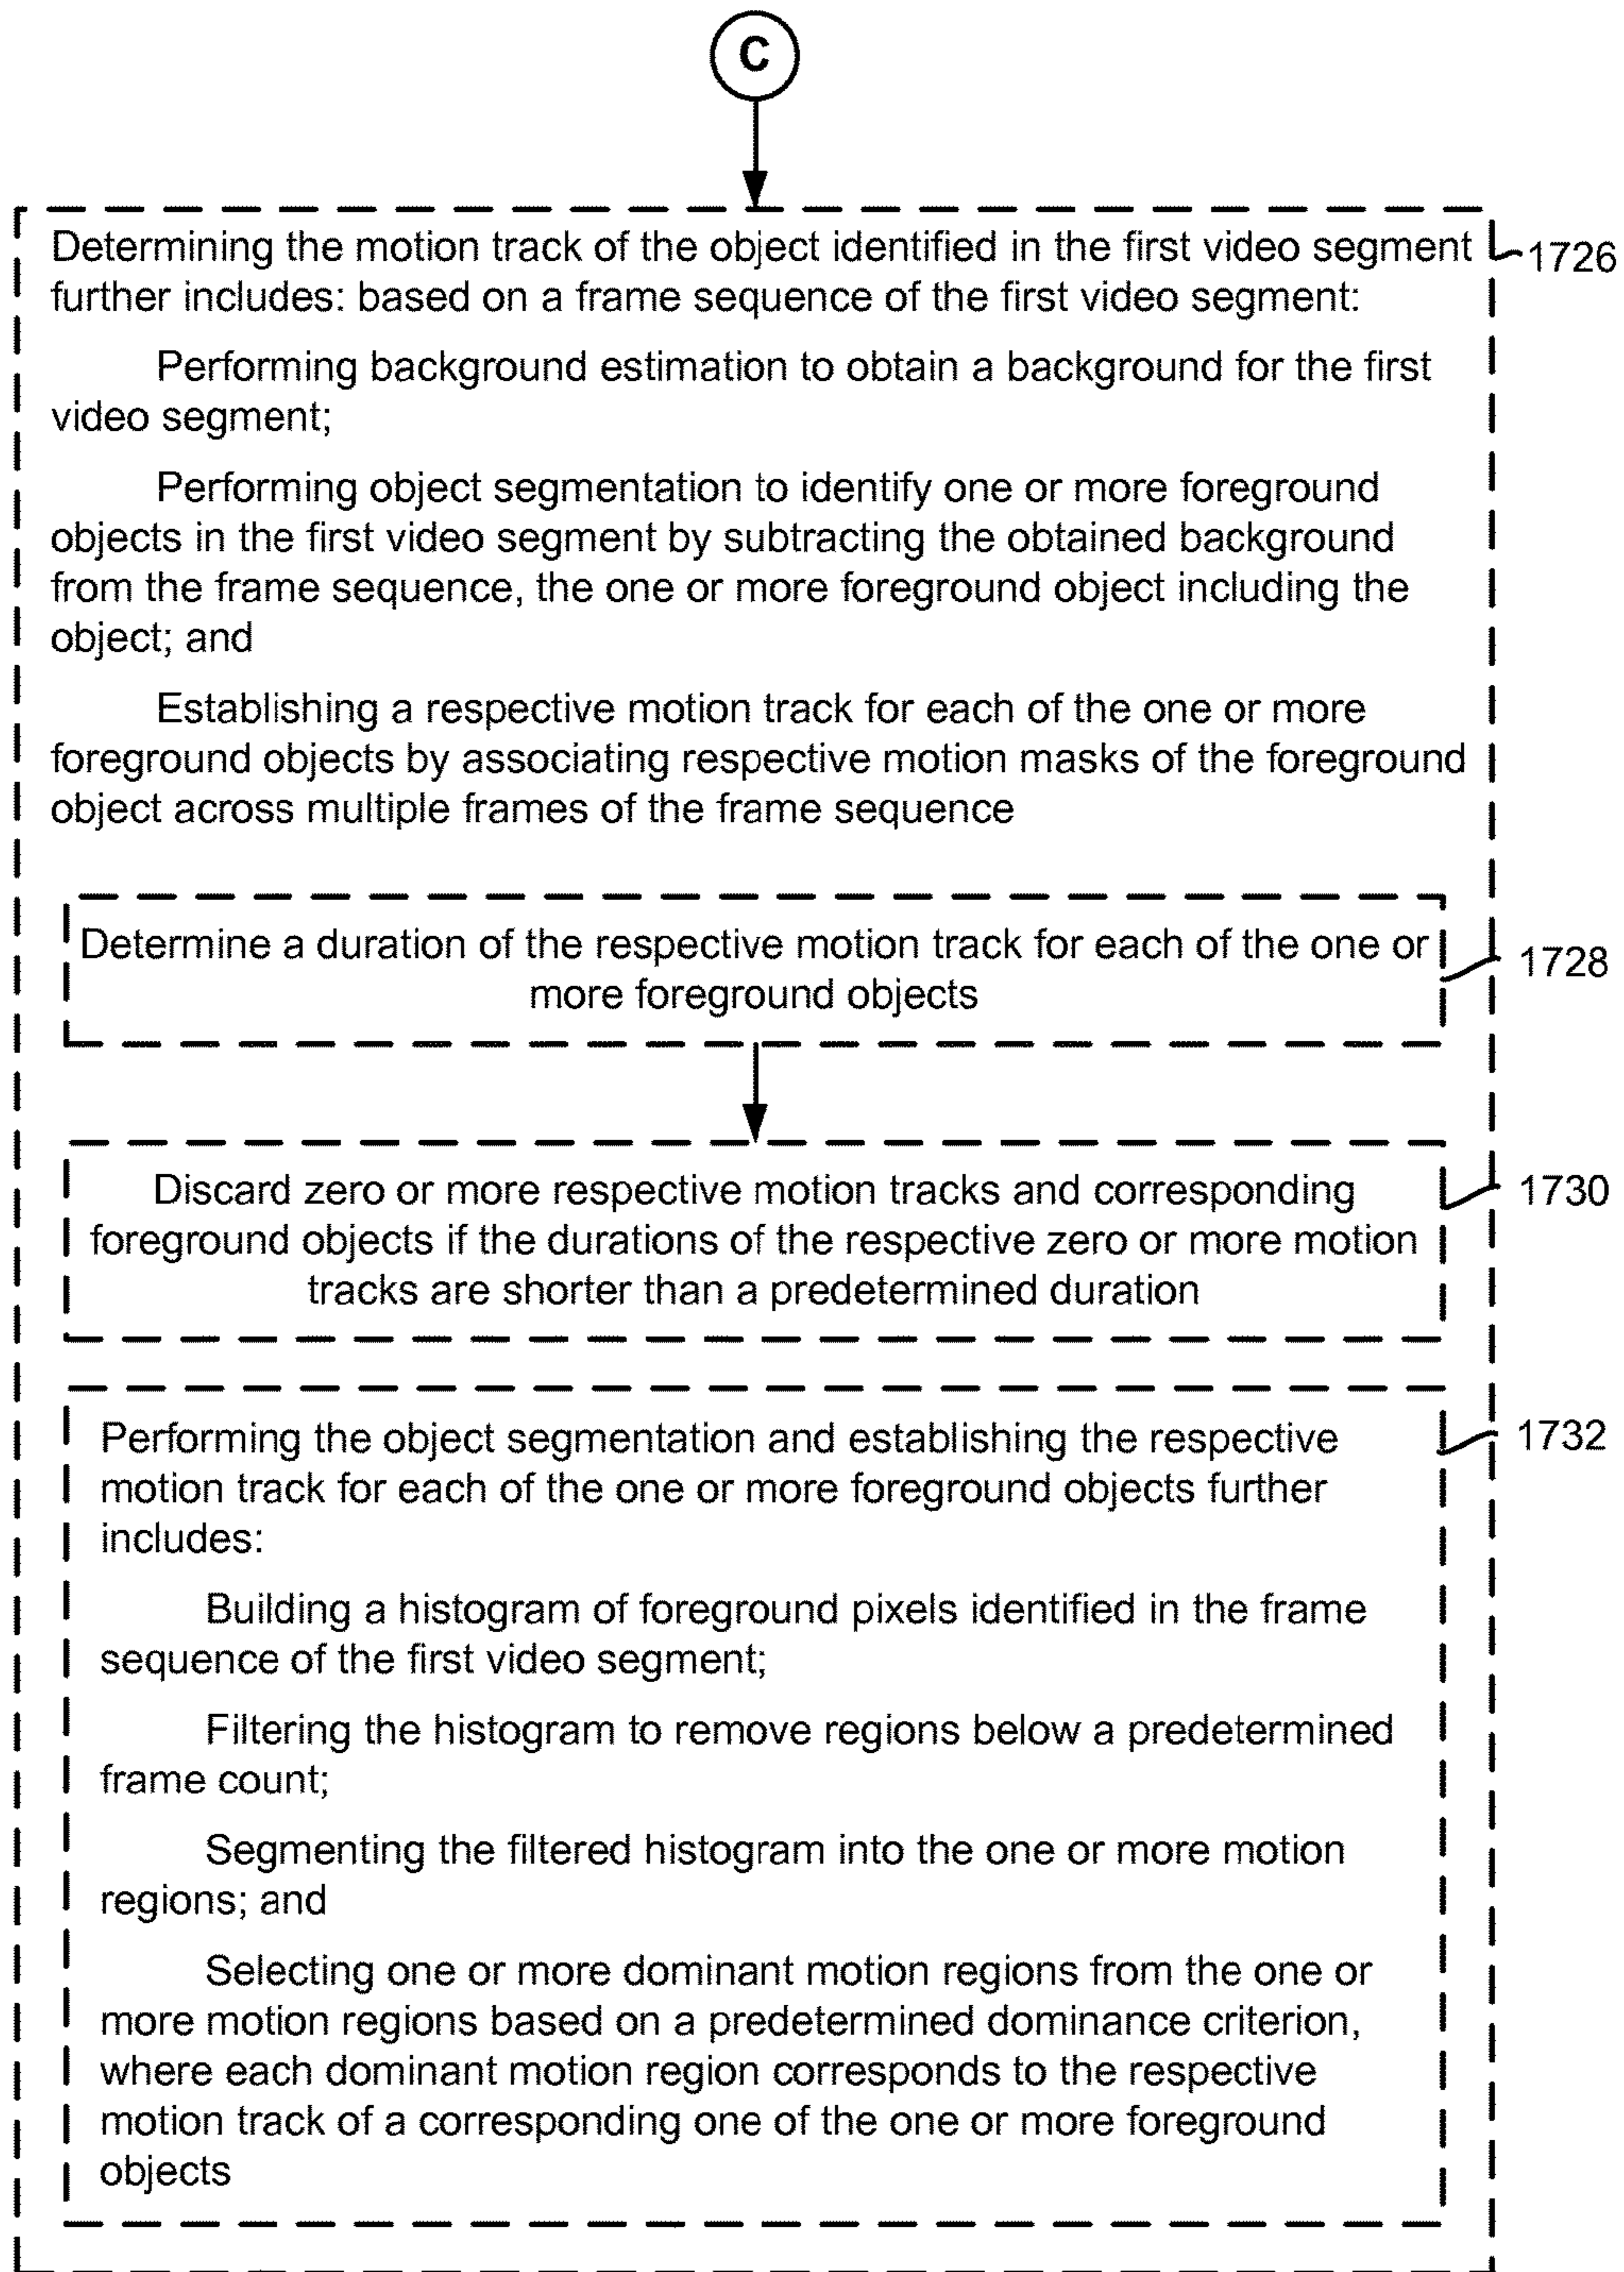 C
Determining the motion track of the object identified in the first video segment
further includes: based on a frame sequence of the first video segment:
1726
Performing background estimation to obtain a background for the first
video segment;
Performing object segmentation to identify one or more foreground
objects in the first video segment by subtracting the obtained background
from the frame sequence, the one or more foreground object including the
object; and
Establishing a respective motion track for each of the one or more
foreground objects by associating respective motion masks of the foreground
object across multiple frames of the frame sequence
Determine a duration of the respective motion track for each of the one or
more foreground objects
1728
Discard zero or more respective motion tracks and corresponding
foreground objects if the durations of the respective zero or more motion
tracks are shorter than a predetermined duration
1730
Performing the object segmentation and establishing the respective
motion track for each of the one or more foreground objects further
includes:
1732
Building a histogram of foreground pixels identified in the frame
sequence of the first video segment;
Filtering the histogram to remove regions below a predetermined
frame count;
Segmenting the filtered histogram into the one or more motion
regions; and
Selecting one or more dominant motion regions from the one or
more motion regions based on a predetermined dominance criterion,
where each dominant motion region corresponds to the respective
motion track of a corresponding one of the one or more foreground
objects